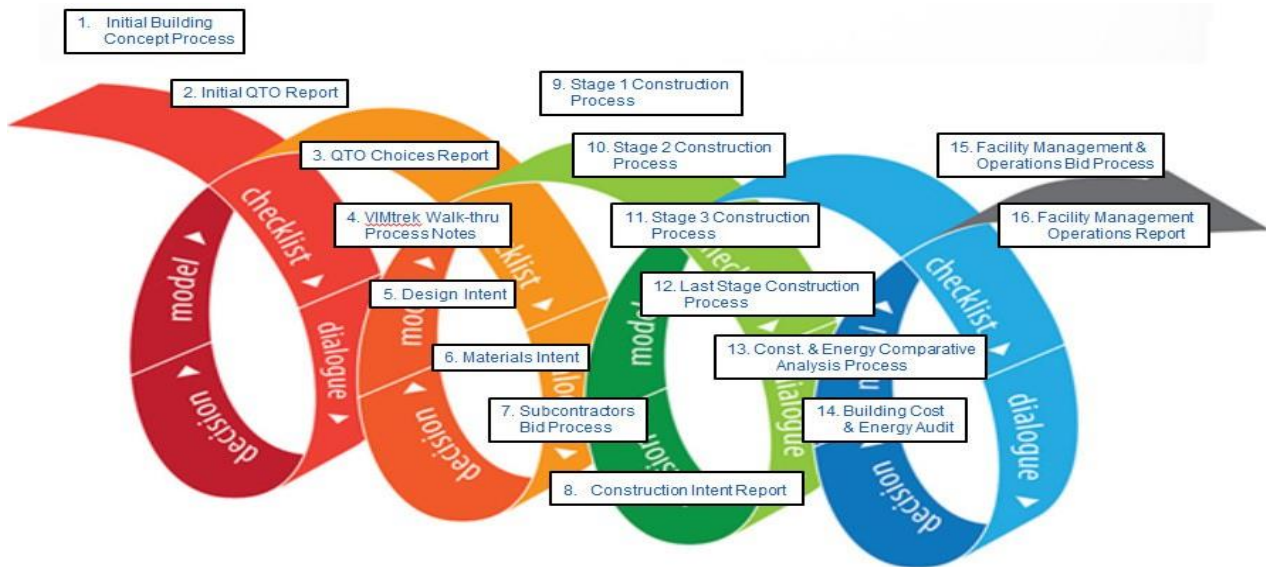 1. Initial Building
Concept Process
2. Initial QTO Report
3. QTO Choices Report
4. VIMtrek Walk-thru
Process Notes
5. Design Intent
6. Materials Intent
7. Subcontractors
Bid Process
8. Construction Intent Report
9. Stage 1 Construction
Process
10. Stage 2 Construction
Process
11. Stage 3 Construction
Process
12. Last Stage Construction
Process
13. Const. & Energy Comparative
Analysis Process
14. Building Cost
& Energy Audit
15. Facility Management &
Operations Bid Process
16. Facility Management
Operations Report
checklist
dialogue
decision
model
decision
model
dialogue
checklist
dialogue
decision